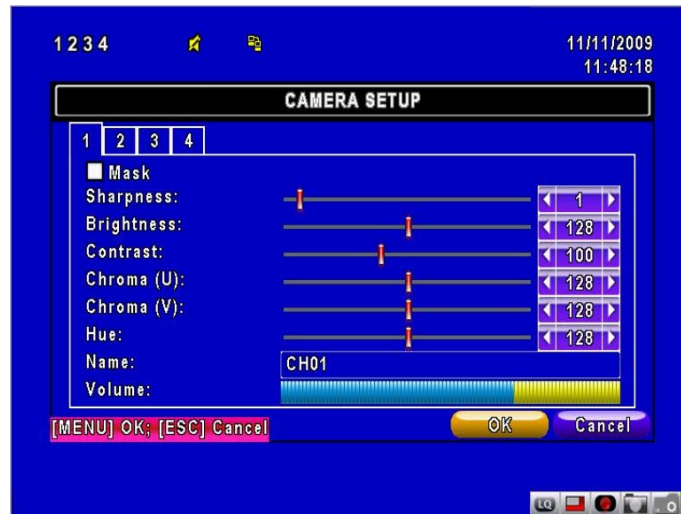 1234
11/11/2009
11:48:18
CAMERA SETUP
1 2 3 4
Mask
Sharpness: 1
Brightness: 128
Contrast: 100
Chroma (U): 128
Chroma (V): 128
Hue: 128
Name: CH01
Volume:
[MENU] OK; [ESC] Cancel
OK Cancel
LQ